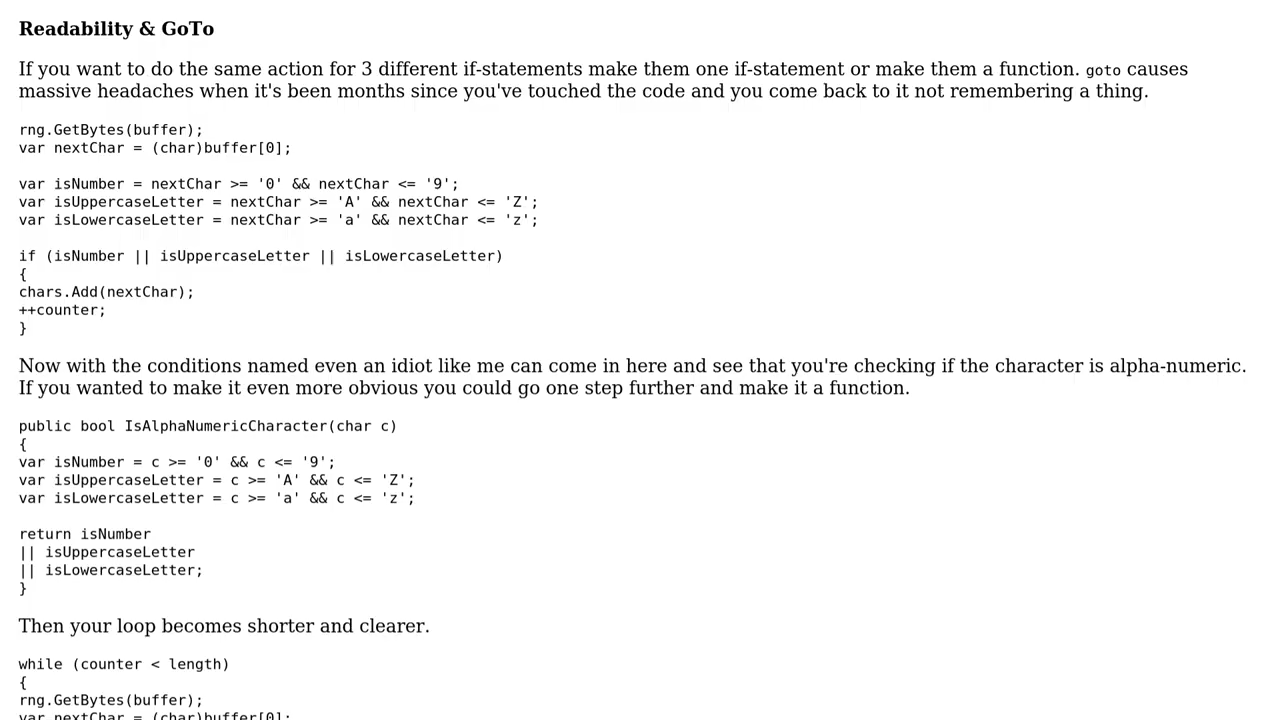 Readability & GoTo
If you want to do the same action for 3 different if-statements make them one if-statement or make them a function. goto causes
massive headaches when it's been months since you've touched the code and you come back to it not remembering a thing.
rng.GetBytes(buffer);
var nextChar = (char)buffer[0];
var isNumber = nextChar >= '0' && nextChar <= '9';
var isUppercaseLetter = nextChar >= 'A' && nextChar <= 'Z';
var isLowercaseLetter = nextChar >= 'a' && nextChar <= 'z';
if (isNumber || isUppercaseLetter || isLowercaseLetter)
{
chars.Add(nextChar);
++counter;
}
Now with the conditions named even an idiot like me can come in here and see that you're checking if the character is alpha-numeric.
If you wanted to make it even more obvious you could go one step further and make it a function.
public bool IsAlphaNumericCharacter(char c)
{
var isNumber = c >= '0' && c <= '9';
var isUppercaseLetter = c >= 'A' && c <= 'Z';
var isLowercaseLetter = c >= 'a' && c <= 'z';
return isNumber
|| isUppercaseLetter
|| isLowercaseLetter;
}
Then your loop becomes shorter and clearer.
while (counter < length)
{
rng.GetBytes(buffer);
var nextChar = (char)buffer[0];